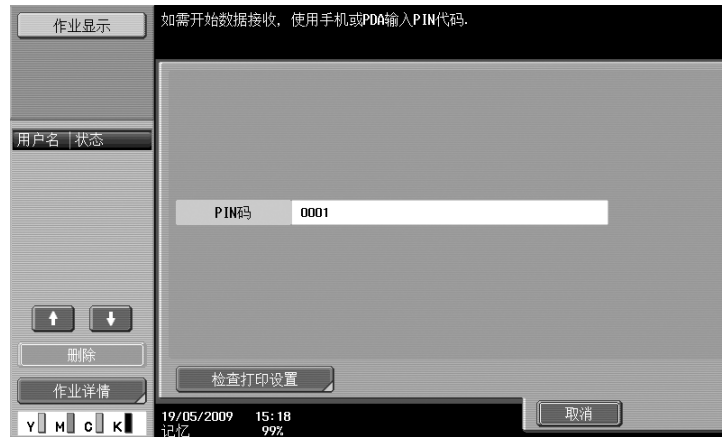 作业显示
如需开始数据接收，使用手机或PDA输入PIN代码.
用户名 状态
PIN码 0001
删除
作业详情
检查打印设置
Y M C K
19/05/2009 15:18
记忆 99%
取消